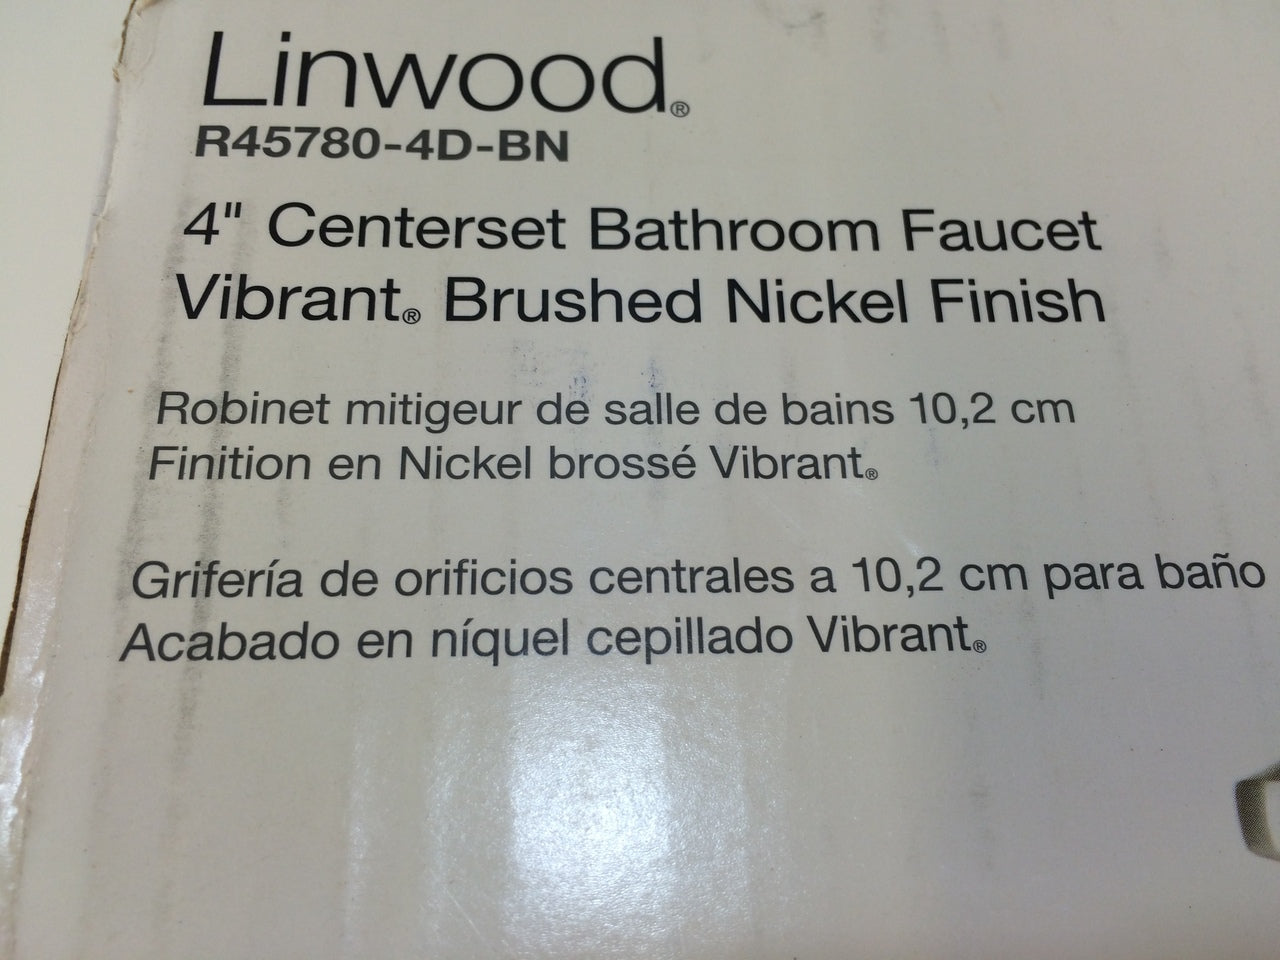 Linwood®
R45780-4D-BN
4" Centerset Bathroom Faucet
Vibrant® Brushed Nickel Finish
Robinet mitigeur de salle de bains 10,2 cm
Finition en Nickel brossé Vibrant®
Grifería de orificios centrales a 10,2 cm para baño
Acabado en níquel cepillado Vibrant®